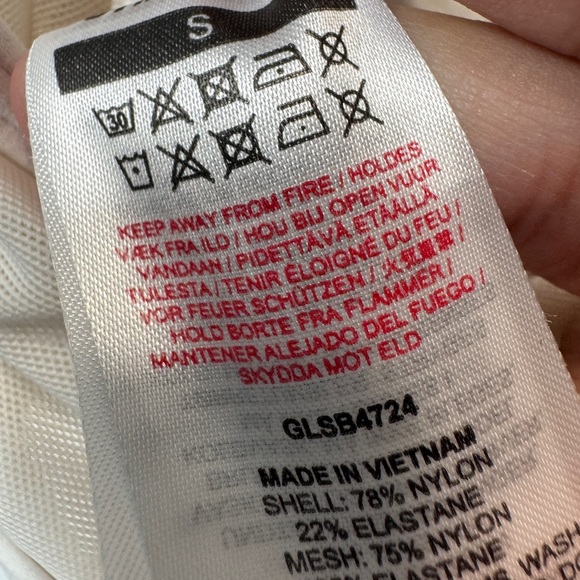 S
30
KEEP AWAY FROM FIRE / HOLDES
VÆK FRA ILD / HOU BIJ OPEN VUUR
VANDAAN / PIDETTÄVÄ ETÄÄLLÄ
TULESTA / TENIR ÉLOIGNÉ DU FEU /
VOR FEUER SCHÜTZEN / 火気厳禁 /
HOLD BORTE FRA FLAMMER /
MANTENER ALEJADO DEL FUEGO /
SKYDDA MOT ELD
GLSB4724
MADE IN VIETNAM
SHELL: 78% NYLON
22% ELASTANE
MESH: 75% NYLON
ELASTANE
WASH